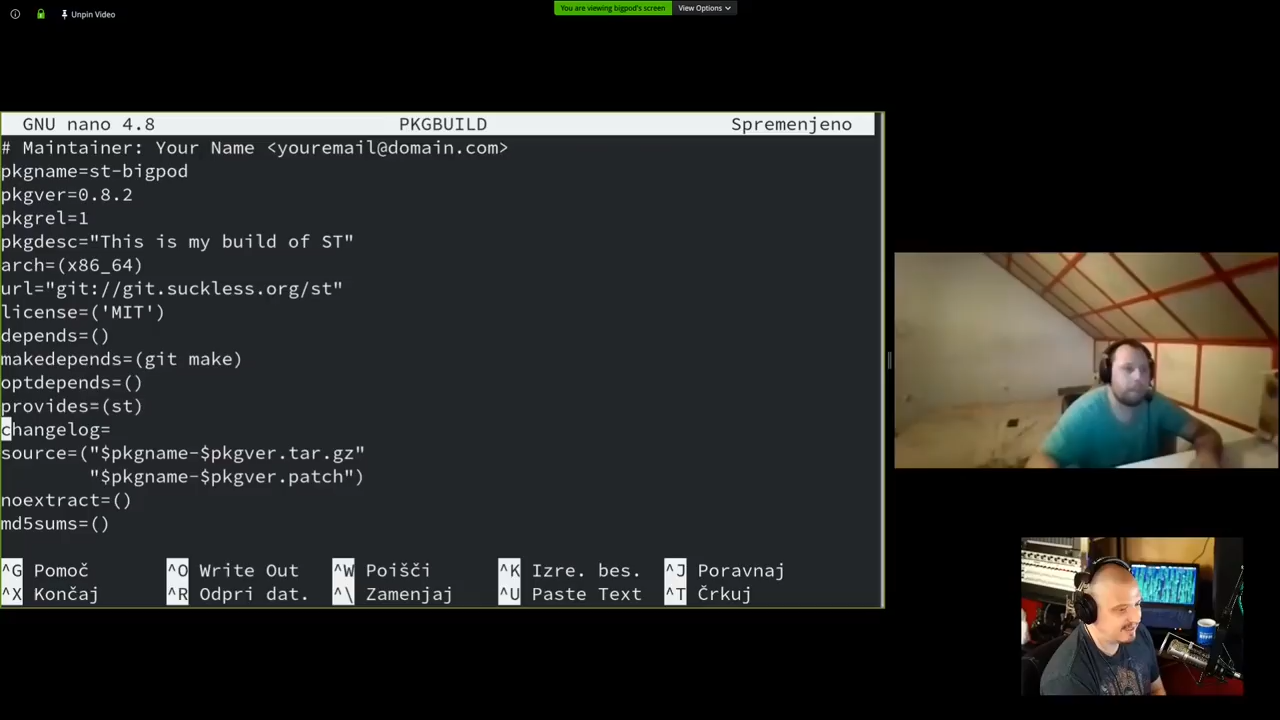 Unpin Video
You are viewing bigpod's screen
View Options
GNU nano 4.8 PKGBUILD Spremenjeno
# Maintainer: Your Name <youremail@domain.com>
pkgname=st-bigpod
pkgver=0.8.2
pkgrel=1
pkgdesc="This is my build of ST"
arch=(x86_64)
url="git://git.suckless.org/st"
license=('MIT')
depends=()
makedepends=(git make)
optdepends=()
provides=(st)
changelog=
source=("$pkgname-$pkgver.tar.gz"
"$pkgname-$pkgver.patch")
noextract=()
md5sums=()
^G Pomoč ^O Write Out ^W Poišči ^K Izre. bes. ^J Poravnaj
^X Končaj ^R Odpri dat. ^\ Zamenjaj ^U Paste Text ^T Črkuj